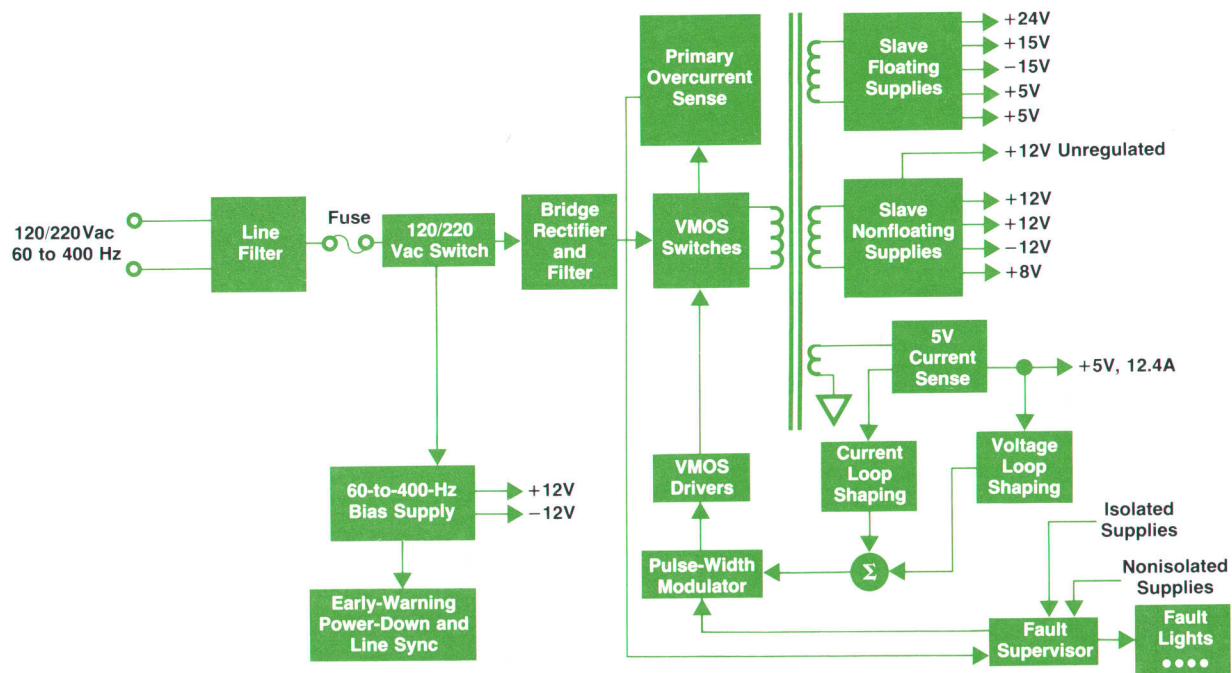 120/220 Vac
60 to 400 Hz
Line
Filter
Fuse
120/220
Vac Switch
Bridge
Rectifier
and
Filter
Primary
Overcurrent
Sense
VMOS
Switches
Slave
Floating
Supplies
+24V
+15V
−15V
+5V
+5V
+12V Unregulated
Slave
Nonfloating
Supplies
+12V
+12V
−12V
+8V
5V
Current
Sense
+5V, 12.4A
Current
Loop
Shaping
Voltage
Loop
Shaping
VMOS
Drivers
60-to-400-Hz
Bias Supply
+12V
−12V
Early-Warning
Power-Down and
Line Sync
Pulse-Width
Modulator
Σ
Isolated
Supplies
Nonisolated
Supplies
Fault
Supervisor
Fault
Lights